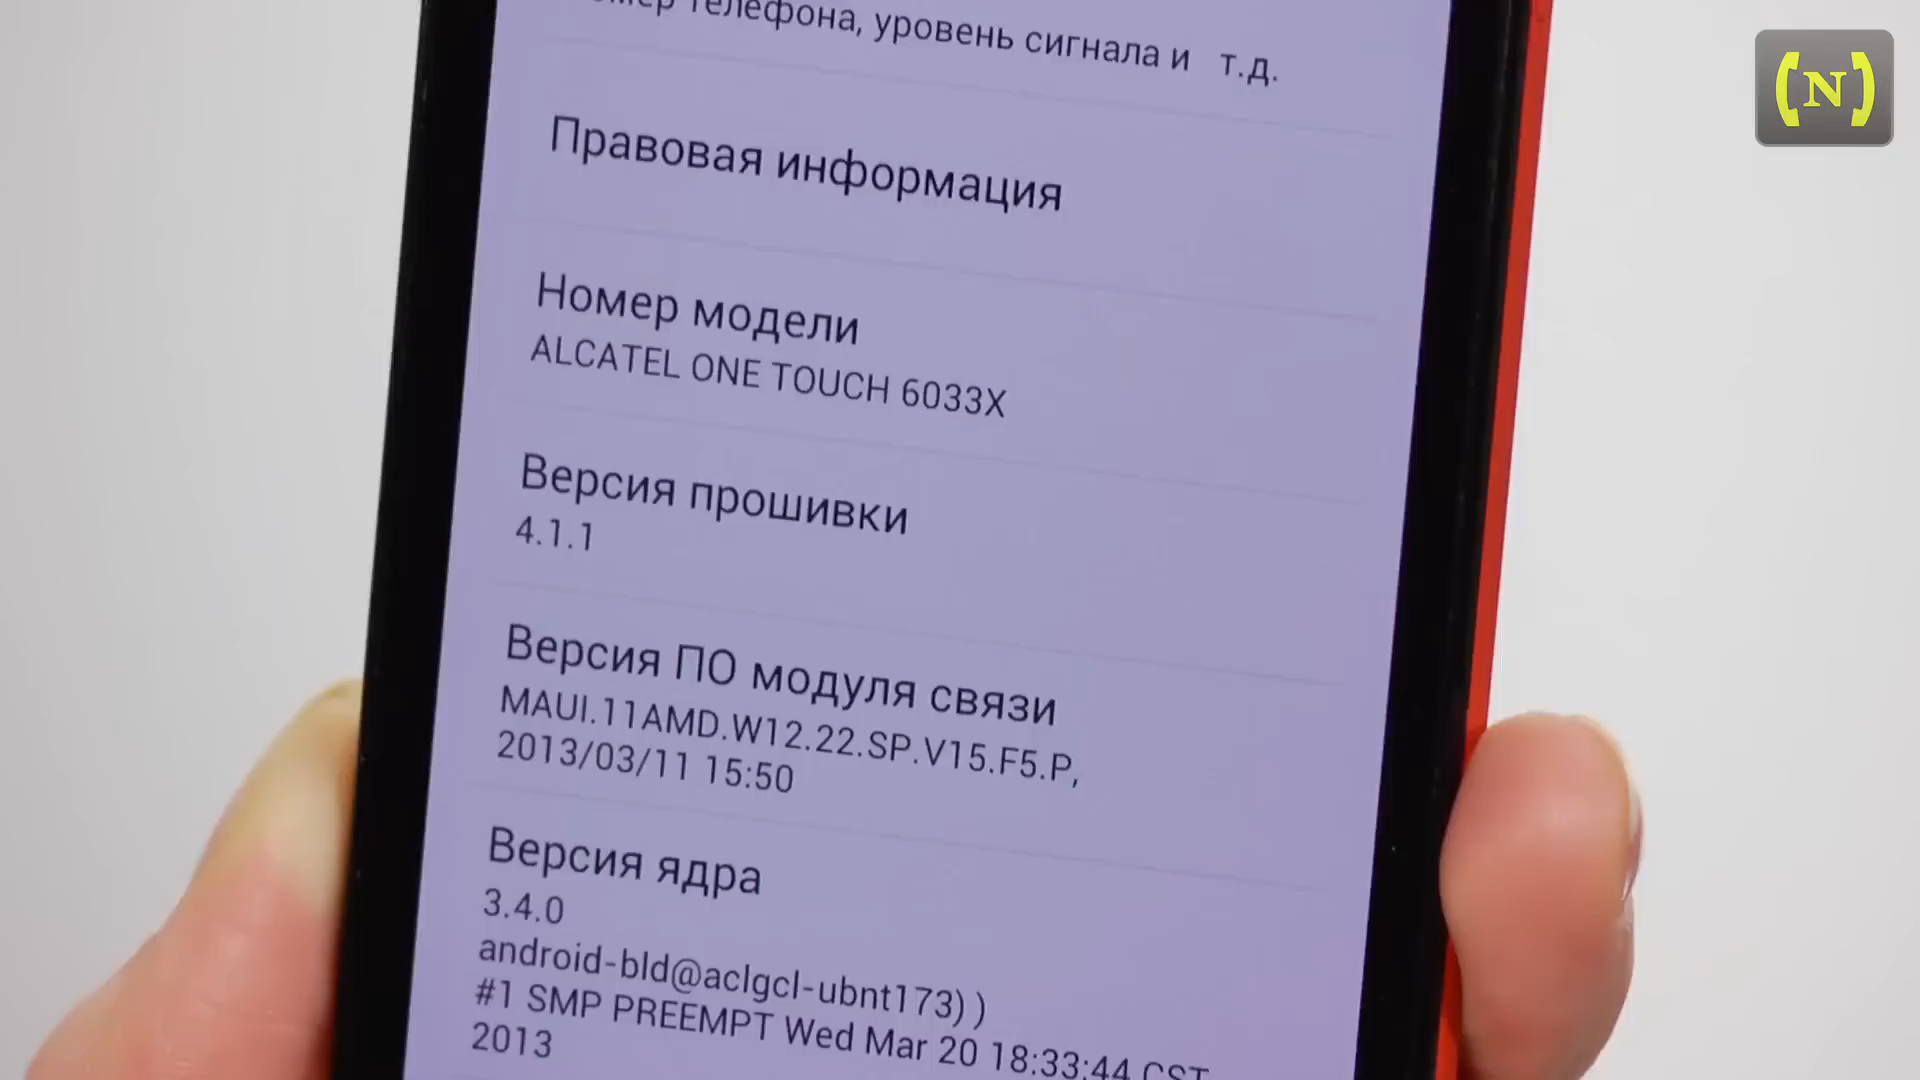 телефона, уровень сигнала и т.д.
Правовая информация
Номер модели
ALCATEL ONE TOUCH 6033X
Версия прошивки
4.1.1
Версия ПО модуля связи
MAUI.11AMD.W12.22.SP.V15.F5.P,
2013/03/11 15:50
Версия ядра
3.4.0
android-bld@aclgcl-ubnt173) )
#1 SMP PREEMPT Wed Mar 20 18:33:44 CST
2013
(N)